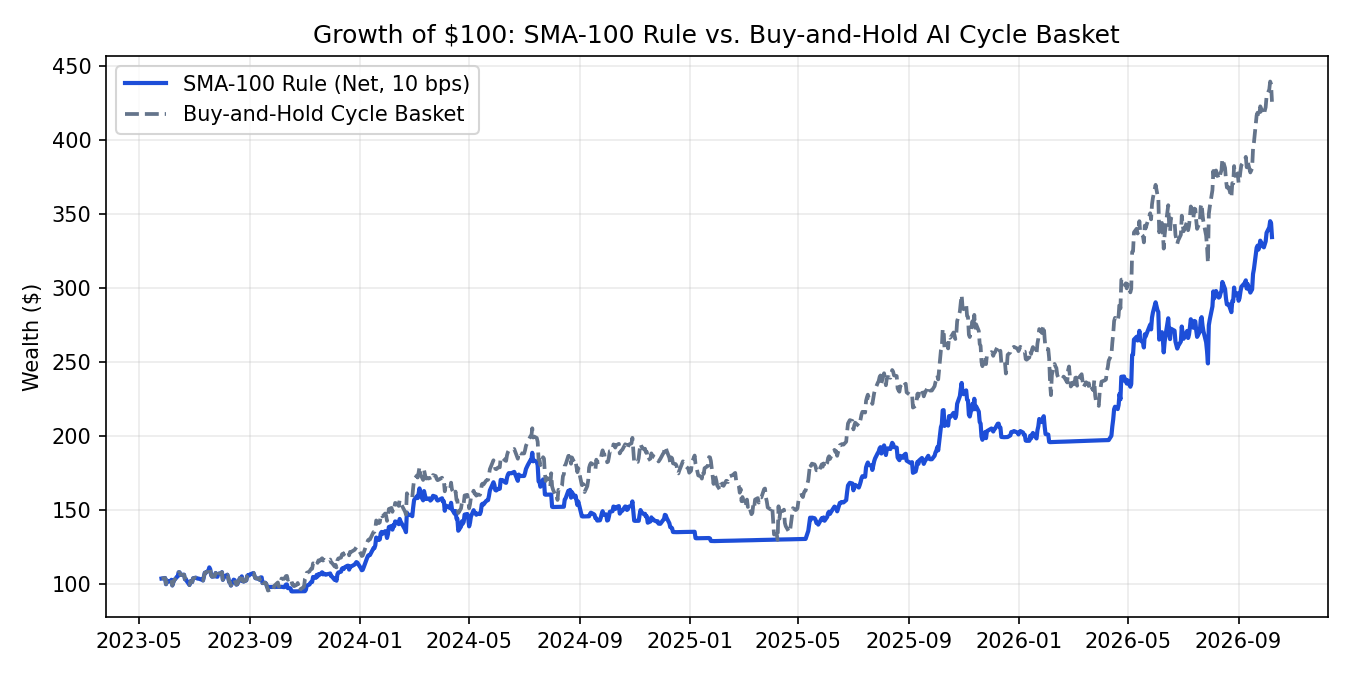 Growth of $100: SMA-100 Rule vs. Buy-and-Hold AI Cycle Basket
SMA-100 Rule (Net, 10 bps)
Buy-and-Hold Cycle Basket
Wealth ($)
450
400
350
300
250
200
150
100
2023-05 2023-09 2024-01 2024-05 2024-09 2025-01 2025-05 2025-09 2026-01 2026-05 2026-09